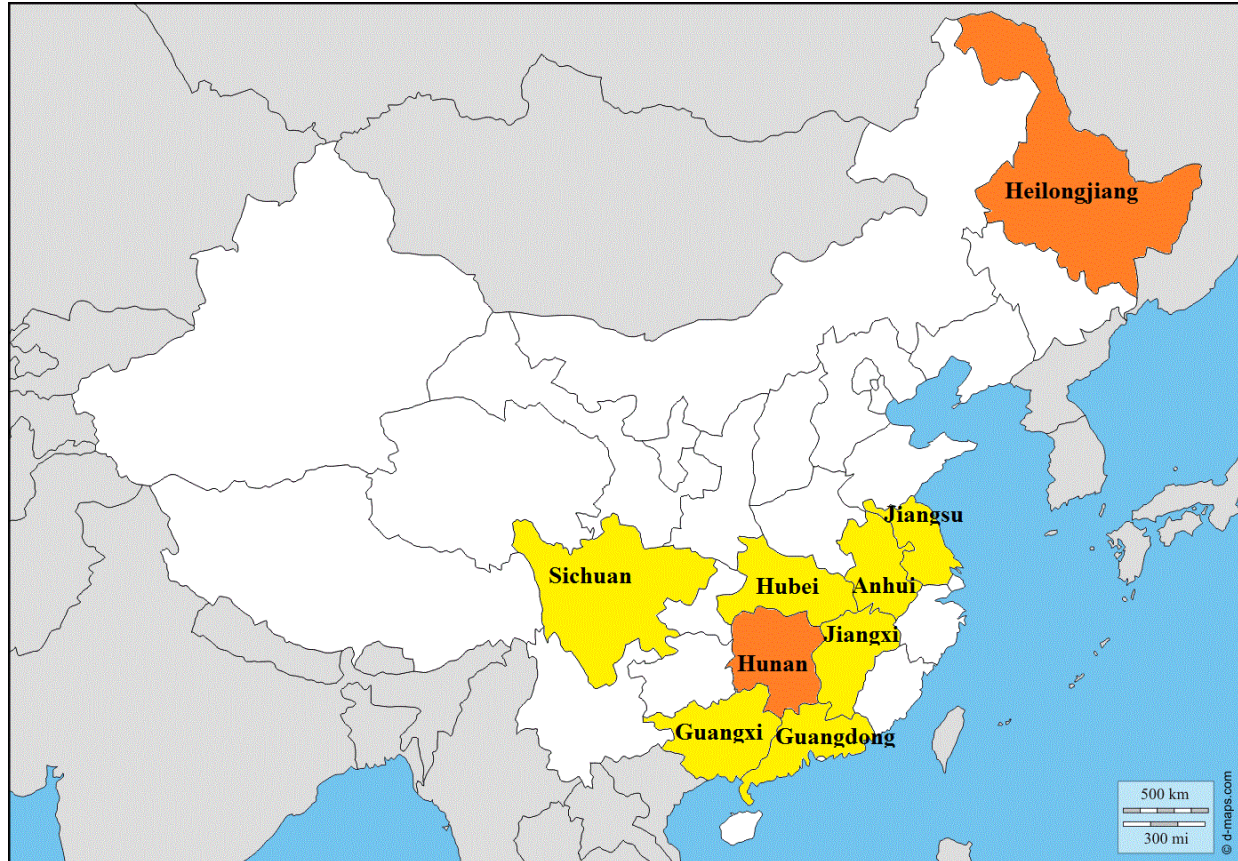 Heilongjiang
Jiangsu
Sichuan
Hubei
Anhui
Jiangxi
Hunan
Guangxi
Guangdong
500 km
300 mi
© d-maps.com